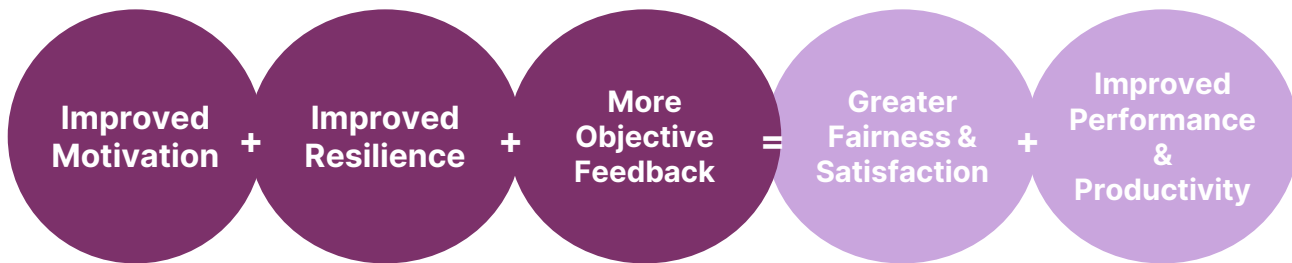 Improved
Motivation
+
Improved
Resilience
+
More
Objective
Feedback
=
Greater
Fairness &
Satisfaction
+
Improved
Performance
&
Productivity